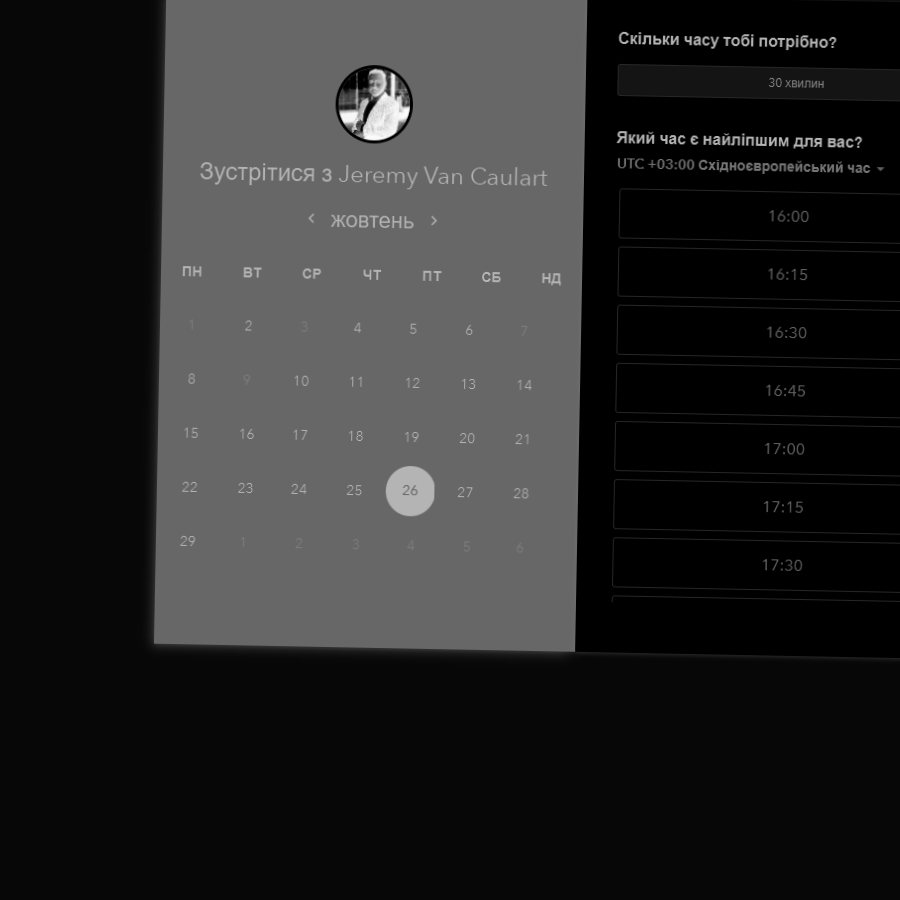 Зустрітися з Jeremy Van Caulart
жовтень
ПН ВТ СР ЧТ ПТ СБ НД
1 2 3 4 5 6 7
8 9 10 11 12 13 14
15 16 17 18 19 20 21
22 23 24 25 26 27 28
29 1 2 3 4 5 6
Скільки часу тобі потрібно?
30 хвилин
Який час є найліпшим для вас?
UTC +03:00 Східноєвропейський час
16:00
16:15
16:30
16:45
17:00
17:15
17:30